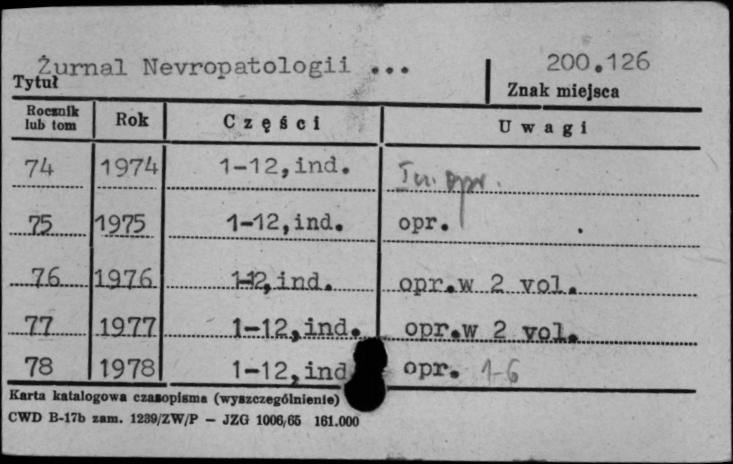 Żurnal Nevropatologii ... 200.126
Tytuł Znak miejsca
Rocznik lub tom Rok Części Uwagi
74 1974 1-12,ind. opr.
75 1975 1-12,ind. opr.
76 1976 1-12,ind. opr.w 2 vol.
77 1977 1-12,ind. opr.w 2 vol.
78 1978 1-12,ind opr. 1-6
Karta katalogowa czasopisma (wyszczególnienie)
CWD B-17b zam. 1239/ZW/P — JZG 1006/65 161.000